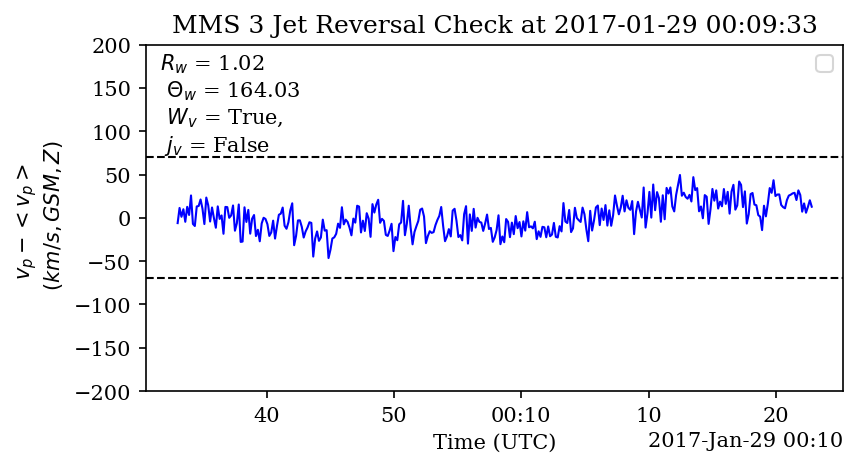 MMS 3 Jet Reversal Check at 2017-01-29 00:09:33
200
150
100
50
0
−50
−100
−150
−200
v_p − < v_p >
(km/s, GSM, Z)
R_w = 1.02
Θ_w = 164.03
W_v = True,
j_v = False
40 50 00:10 10 20
Time (UTC)
2017-Jan-29 00:10